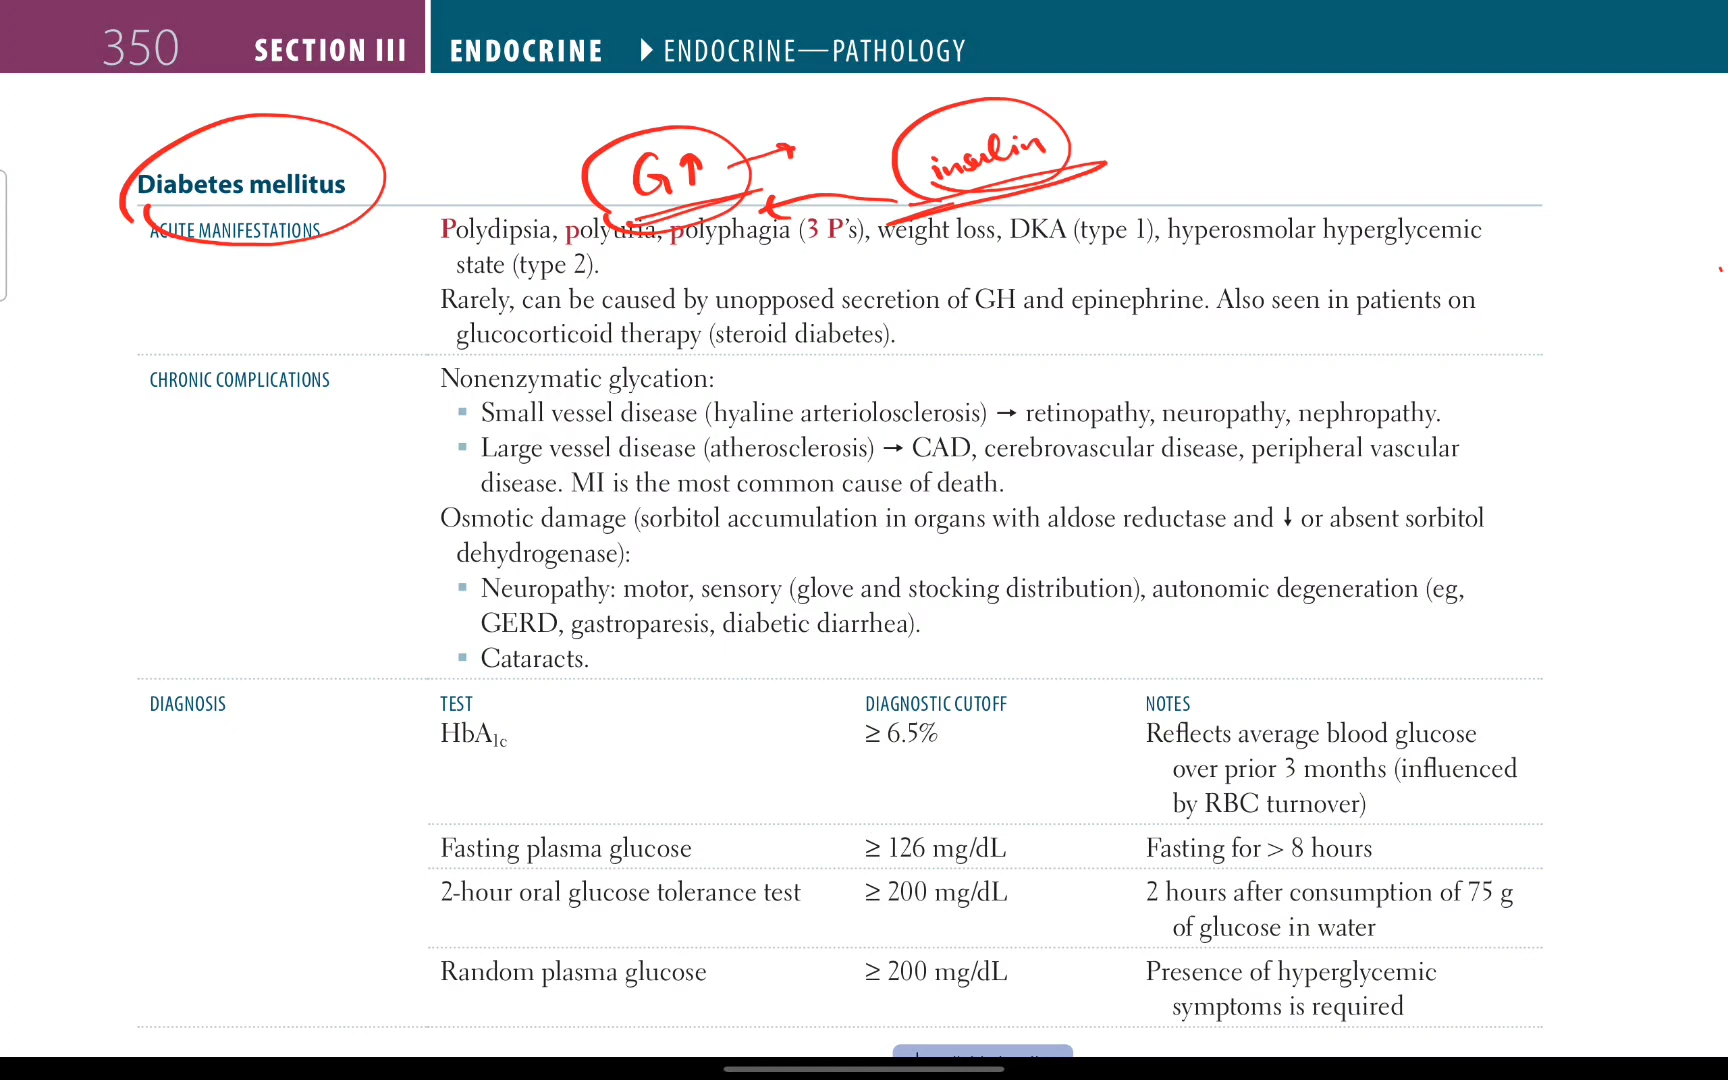 350 SECTION III ENDOCRINE ▶ ENDOCRINE—PATHOLOGY
G↑ insulin
Diabetes mellitus
ACUTE MANIFESTATIONS Polydipsia, polyuria, polyphagia (3 P's), weight loss, DKA (type 1), hyperosmolar hyperglycemic
state (type 2).
Rarely, can be caused by unopposed secretion of GH and epinephrine. Also seen in patients on
glucocorticoid therapy (steroid diabetes).
CHRONIC COMPLICATIONS Nonenzymatic glycation:
▪ Small vessel disease (hyaline arteriolosclerosis) → retinopathy, neuropathy, nephropathy.
▪ Large vessel disease (atherosclerosis) → CAD, cerebrovascular disease, peripheral vascular
disease. MI is the most common cause of death.
Osmotic damage (sorbitol accumulation in organs with aldose reductase and ↓ or absent sorbitol
dehydrogenase):
▪ Neuropathy: motor, sensory (glove and stocking distribution), autonomic degeneration (eg,
GERD, gastroparesis, diabetic diarrhea).
▪ Cataracts.
DIAGNOSIS TEST DIAGNOSTIC CUTOFF NOTES
HbA1c ≥ 6.5% Reflects average blood glucose
over prior 3 months (influenced
by RBC turnover)
Fasting plasma glucose ≥ 126 mg/dL Fasting for > 8 hours
2-hour oral glucose tolerance test ≥ 200 mg/dL 2 hours after consumption of 75 g
of glucose in water
Random plasma glucose ≥ 200 mg/dL Presence of hyperglycemic
symptoms is required